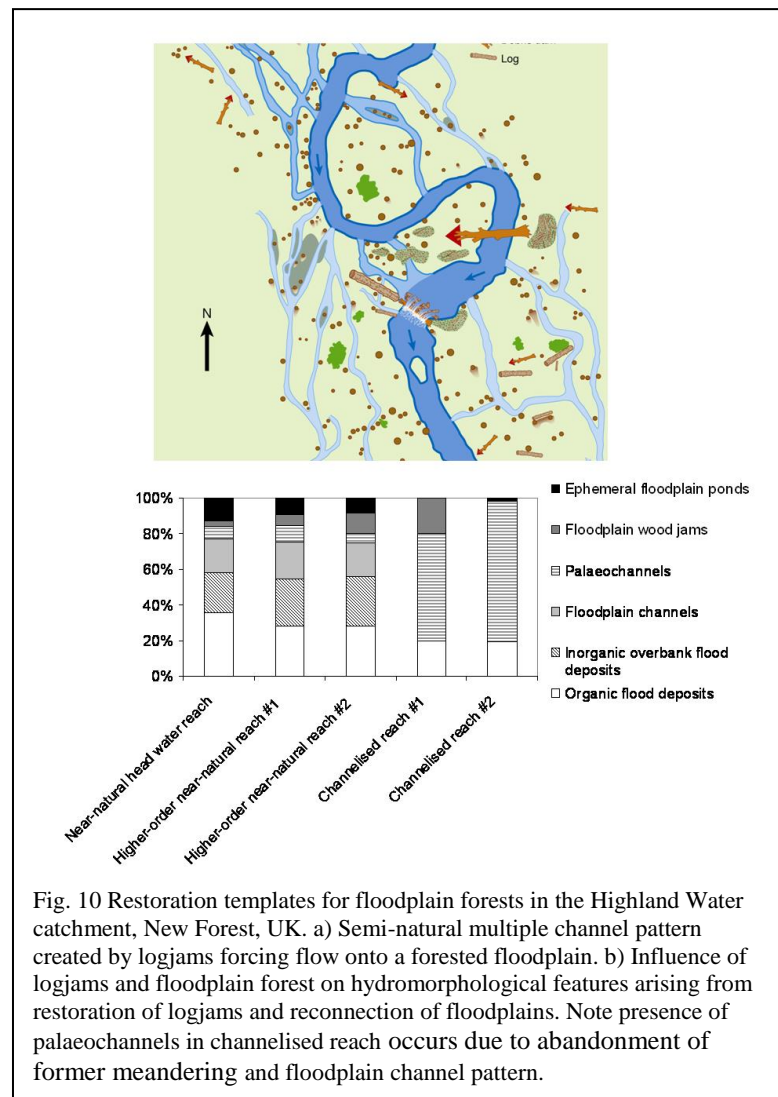 Log
N
100%
80%
60%
40%
20%
0%
Near-natural head water reach
Higher-order near-natural reach #1
Higher-order near-natural reach #2
Channelised reach #1
Channelised reach #2
Ephemeral floodplain ponds
Floodplain wood jams
Palaeochannels
Floodplain channels
Inorganic overbank flood
deposits
Organic flood deposits
Fig. 10 Restoration templates for floodplain forests in the Highland Water
catchment, New Forest, UK. a) Semi-natural multiple channel pattern
created by logjams forcing flow onto a forested floodplain. b) Influence of
logjams and floodplain forest on hydromorphological features arising from
restoration of logjams and reconnection of floodplains. Note presence of
palaeochannels in channelised reach occurs due to abandonment of
former meandering and floodplain channel pattern.